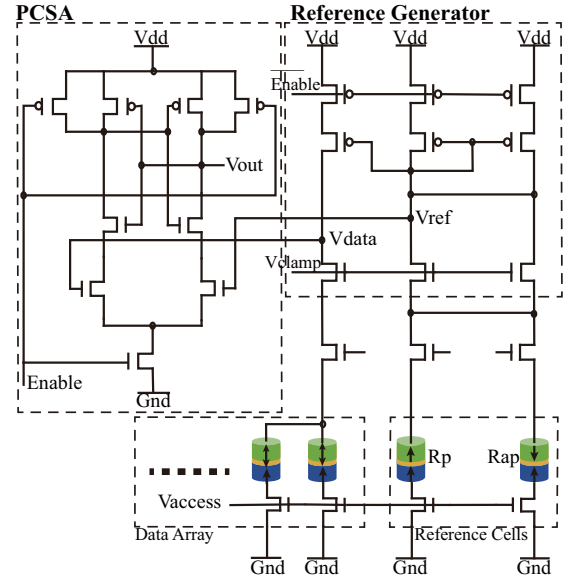 PCSA
Reference Generator
Vdd
Vdd
Vdd
Vdd
Enable
Vout
Vref
Vdata
Vclamp
Enable
Gnd
Rp
Rap
Vaccess
Data Array
Reference Cells
Gnd
Gnd
Gnd
Gnd